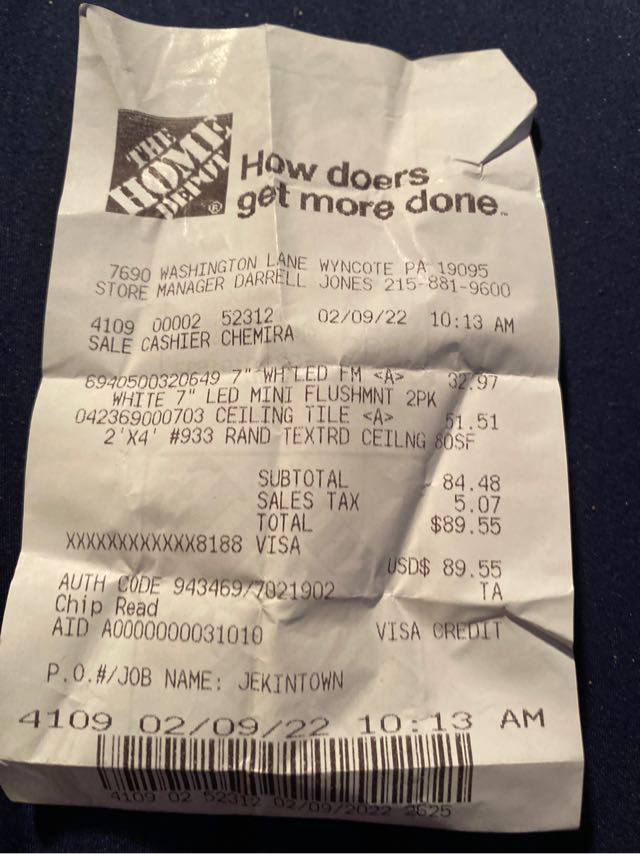 THE
HOME
DEPOT®
How doers
get more done™
7690 WASHINGTON LANE WYNCOTE PA 19095
STORE MANAGER DARRELL JONES 215-881-9600
4109 00002 52312 02/09/22 10:13 AM
SALE CASHIER CHEMIRA
6940500320649 7" WH LED FM <A> 32.97
WHITE 7" LED MINI FLUSHMNT 2PK
042369000703 CEILING TILE <A> 51.51
2'X4' #933 RAND TEXTRD CEILNG 80SF
SUBTOTAL 84.48
SALES TAX 5.07
TOTAL $89.55
XXXXXXXXXXXX8188 VISA
USD$ 89.55
AUTH CODE 943469/7021902 TA
Chip Read
AID A0000000031010 VISA CREDIT
P.O.#/JOB NAME: JEKINTOWN
4109 02/09/22 10:13 AM
4109 02 52312 02/09/2022 2625